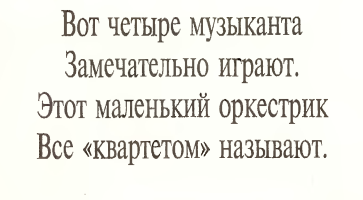 Вот четыре музыканта
Замечательно играют.
Этот маленький оркестрик
Все «квартетом» называют.